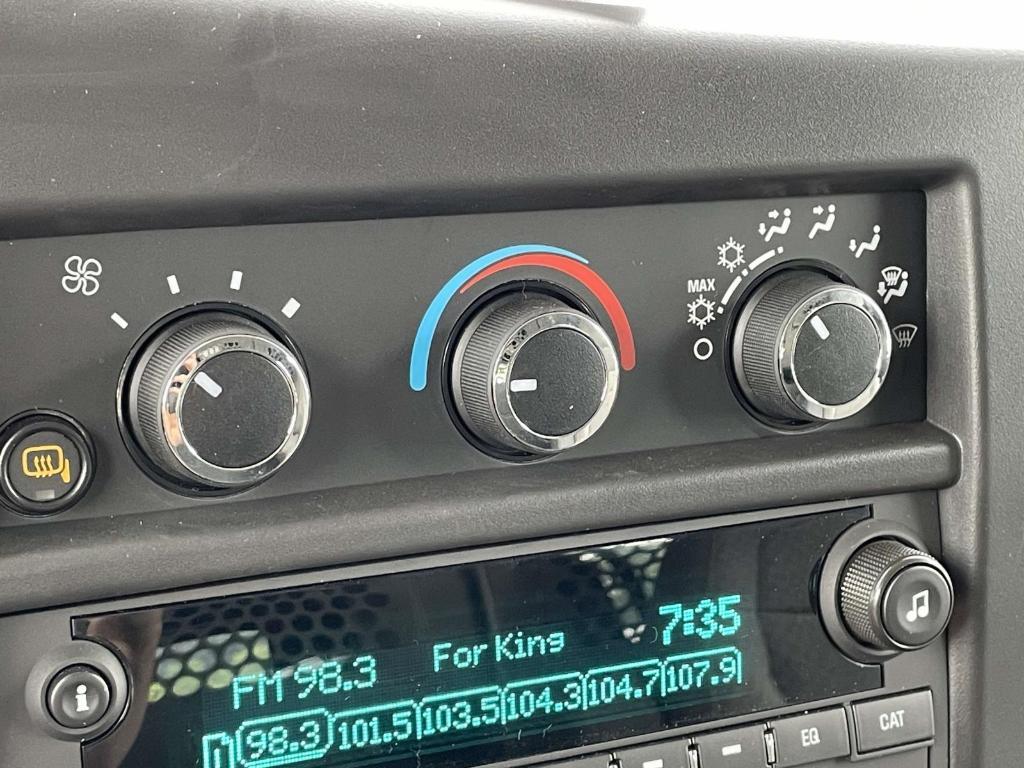 MAX
7:35
FM 98.3 For King
98.3 101.5 103.5 104.3 104.7 107.9
i
EQ CAT